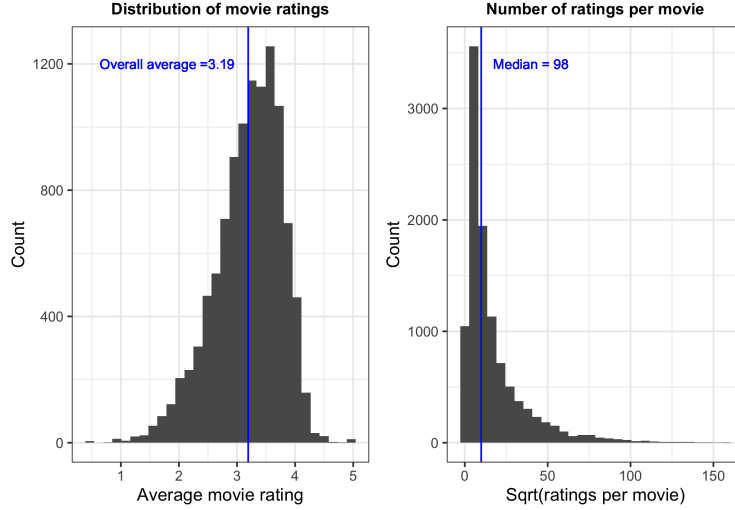 Distribution of movie ratings
Overall average =3.19
1200
800
400
0
Count
1
2
3
4
5
Average movie rating
Number of ratings per movie
Median = 98
3000
2000
1000
0
Count
0
50
100
150
Sqrt(ratings per movie)